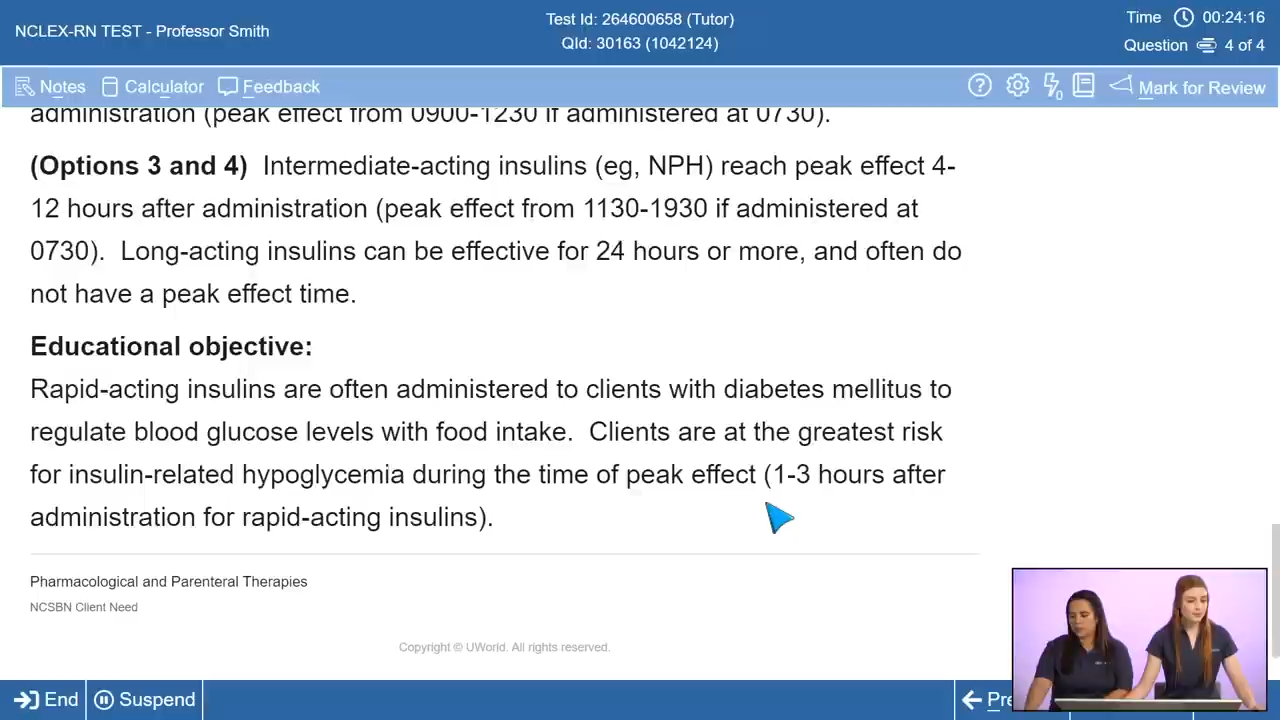 NCLEX-RN TEST - Professor Smith
Test Id: 264600658 (Tutor)
QId: 30163 (1042124)
Time 00:24:16
Question 4 of 4
Notes Calculator Feedback
Mark for Review
administration (peak effect from 0900-1230 if administered at 0730).
(Options 3 and 4) Intermediate-acting insulins (eg, NPH) reach peak effect 4-
12 hours after administration (peak effect from 1130-1930 if administered at
0730). Long-acting insulins can be effective for 24 hours or more, and often do
not have a peak effect time.
Educational objective:
Rapid-acting insulins are often administered to clients with diabetes mellitus to
regulate blood glucose levels with food intake. Clients are at the greatest risk
for insulin-related hypoglycemia during the time of peak effect (1-3 hours after
administration for rapid-acting insulins).
Pharmacological and Parenteral Therapies
NCSBN Client Need
Copyright © UWorld. All rights reserved.
End Suspend